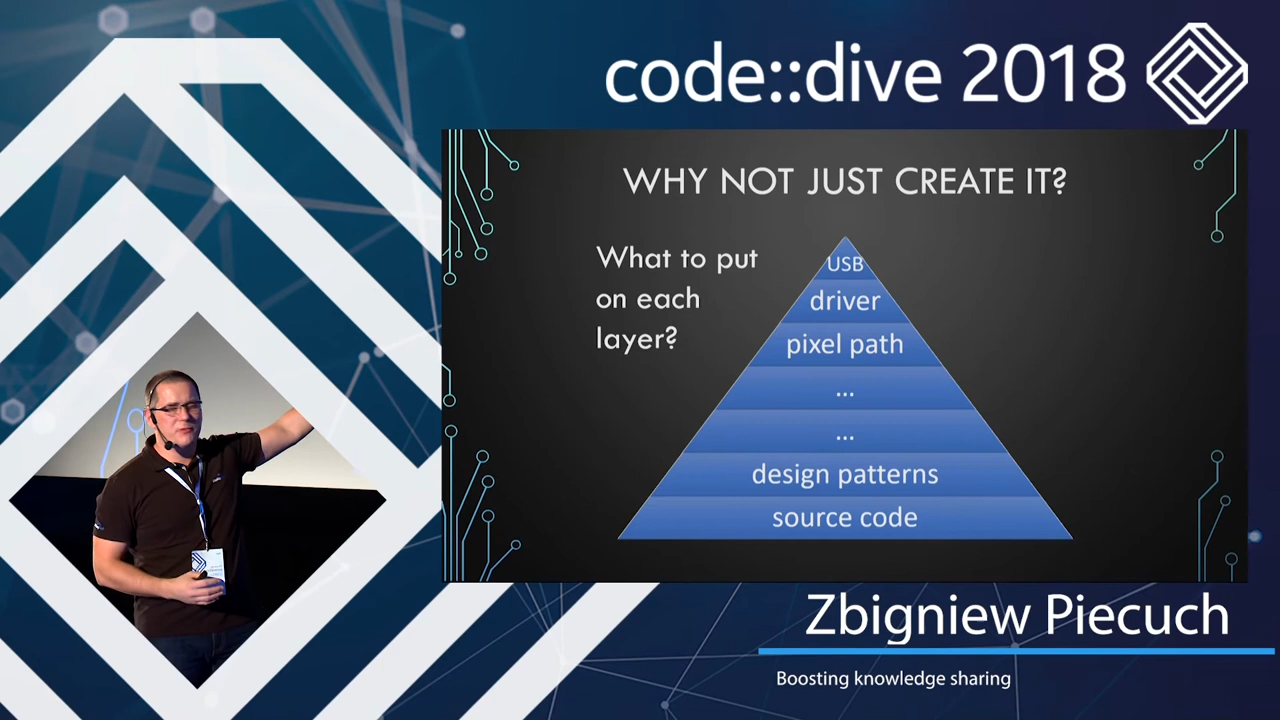 code::dive 2018
WHY NOT JUST CREATE IT?
What to put
on each
layer?
USB
driver
pixel path
...
...
design patterns
source code
Zbigniew Piecuch
Boosting knowledge sharing